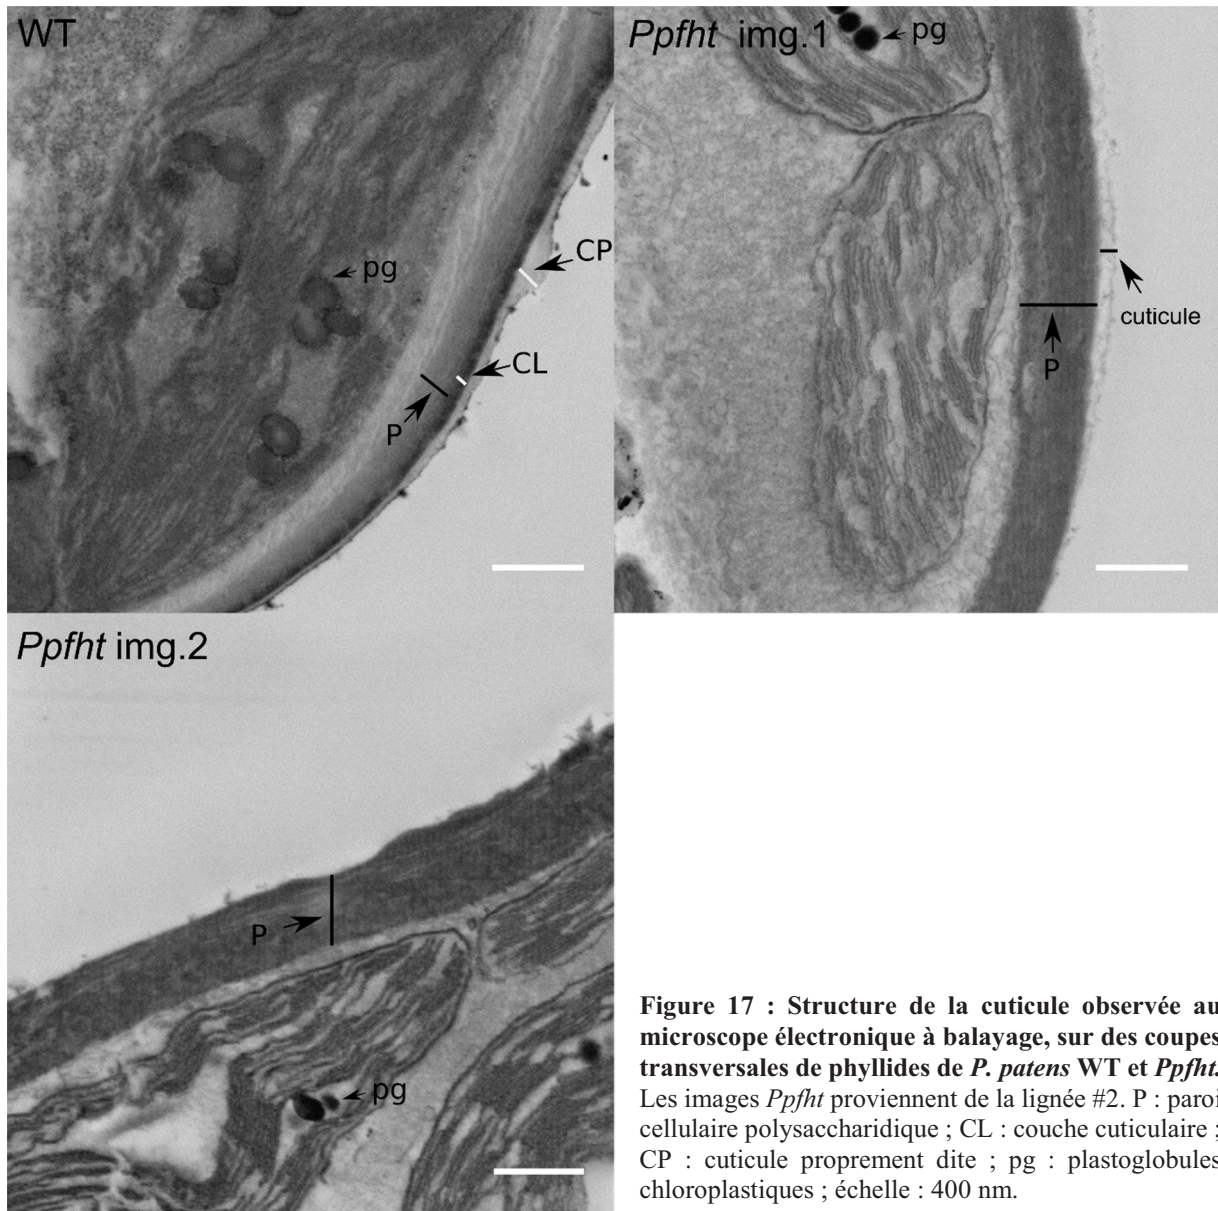 WT
Ppfht img.1
pg
pg
CP
cuticule
CL
P
P
Ppfht img.2
P
pg
Figure 17 : Structure de la cuticule observée au
microscope électronique à balayage, sur des coupes
transversales de phyllides de P. patens WT et Ppfht.
Les images Ppfht proviennent de la lignée #2. P : paroi
cellulaire polysaccharidique ; CL : couche cuticulaire ;
CP : cuticule proprement dite ; pg : plastoglobules
chloroplastiques ; échelle : 400 nm.